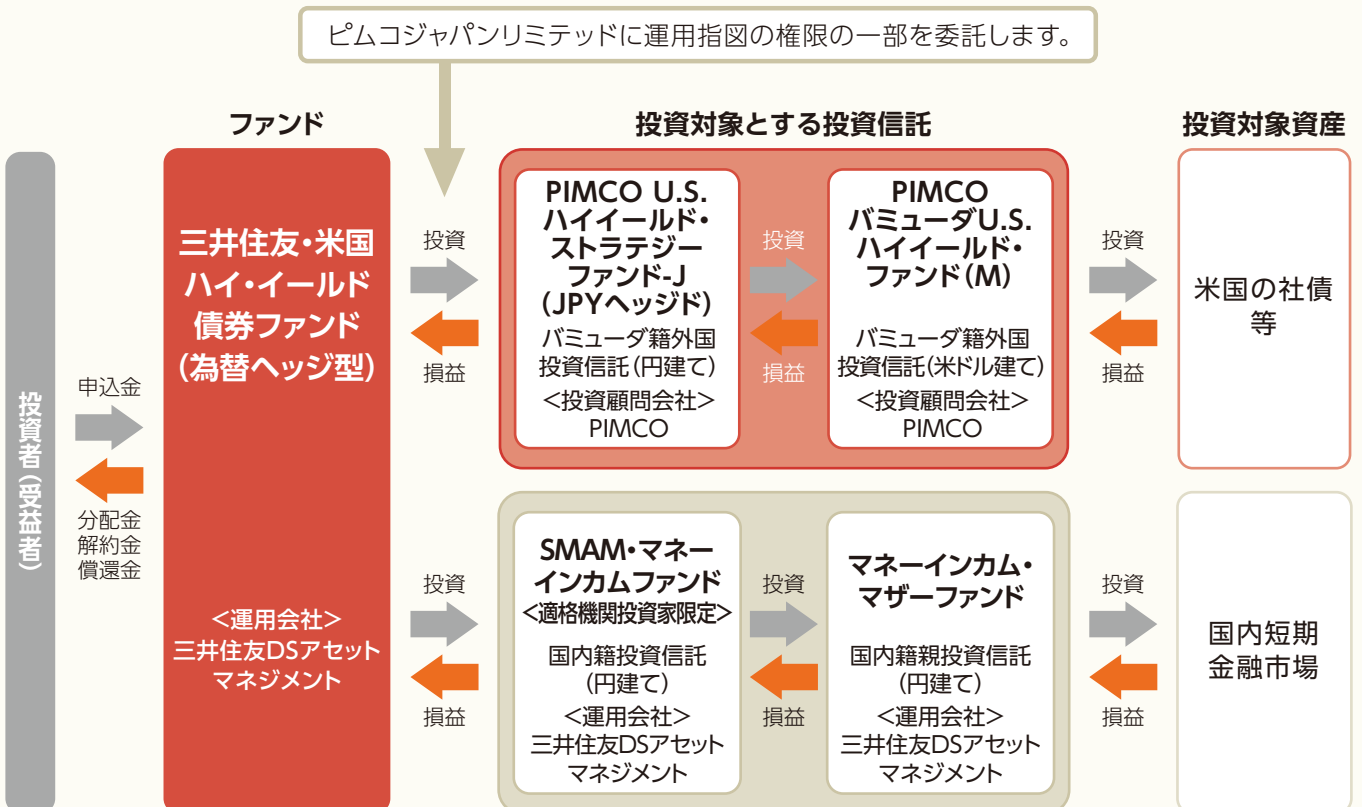 ピムコジャパンリミテッドに運用指図の権限の一部を委託します。
ファンド
投資対象とする投資信託
投資対象資産
投資者(受益者)
申込金
分配金
解約金
償還金
三井住友・米国
ハイ・イールド
債券ファンド
(為替ヘッジ型)
<運用会社>
三井住友DSアセット
マネジメント
投資
損益
PIMCO U.S.
ハイイールド・
ストラテジー
ファンド-J
(JPYヘッジド)
バミューダ籍外国
投資信託(円建て)
<投資顧問会社>
PIMCO
投資
損益
PIMCO
バミューダU.S.
ハイイールド・
ファンド(M)
バミューダ籍外国
投資信託(米ドル建て)
<投資顧問会社>
PIMCO
投資
損益
米国の社債
等
投資
損益
SMAM・マネー
インカムファンド
<適格機関投資家限定>
国内籍投資信託
(円建て)
<運用会社>
三井住友DSアセット
マネジメント
投資
損益
マネーインカム・
マザーファンド
国内籍親投資信託
(円建て)
<運用会社>
三井住友DSアセット
マネジメント
投資
損益
国内短期
金融市場